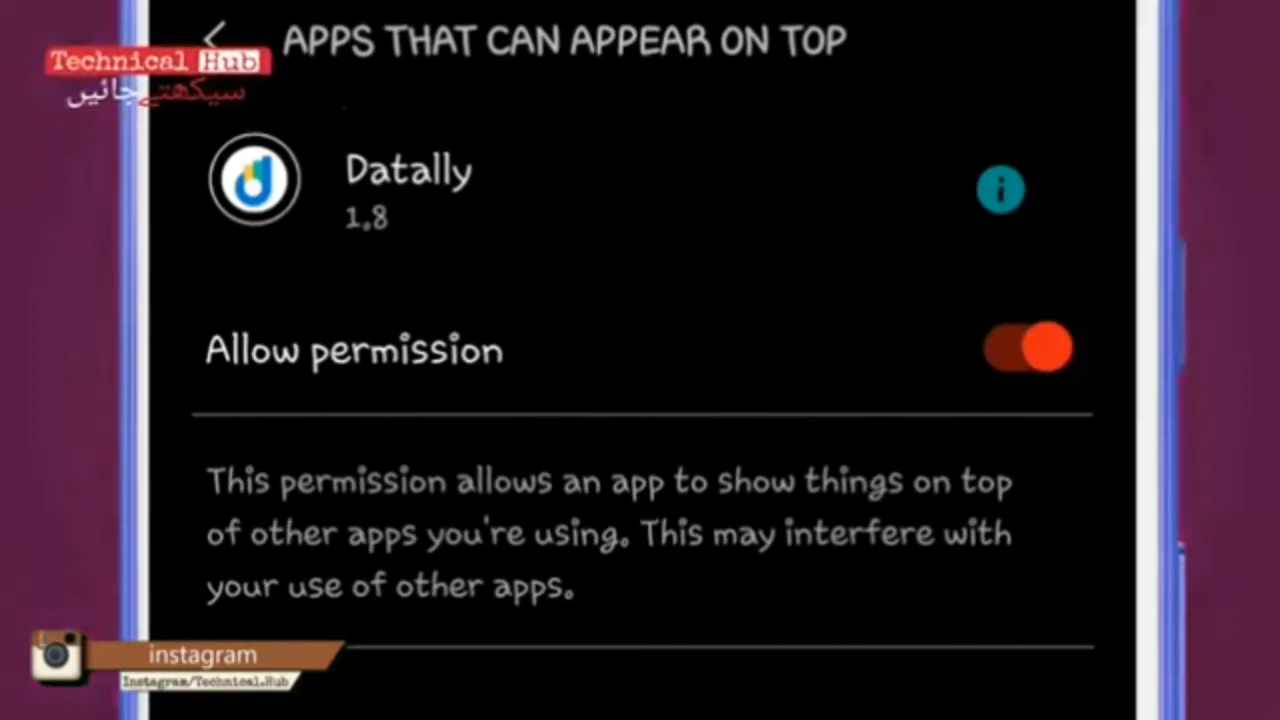 APPS THAT CAN APPEAR ON TOP
Technical Hub
سیکھتے جائیں
Datally
1.8
i
Allow permission
This permission allows an app to show things on top
of other apps you're using. This may interfere with
your use of other apps.
instagram
Instagram/Technical.Hub